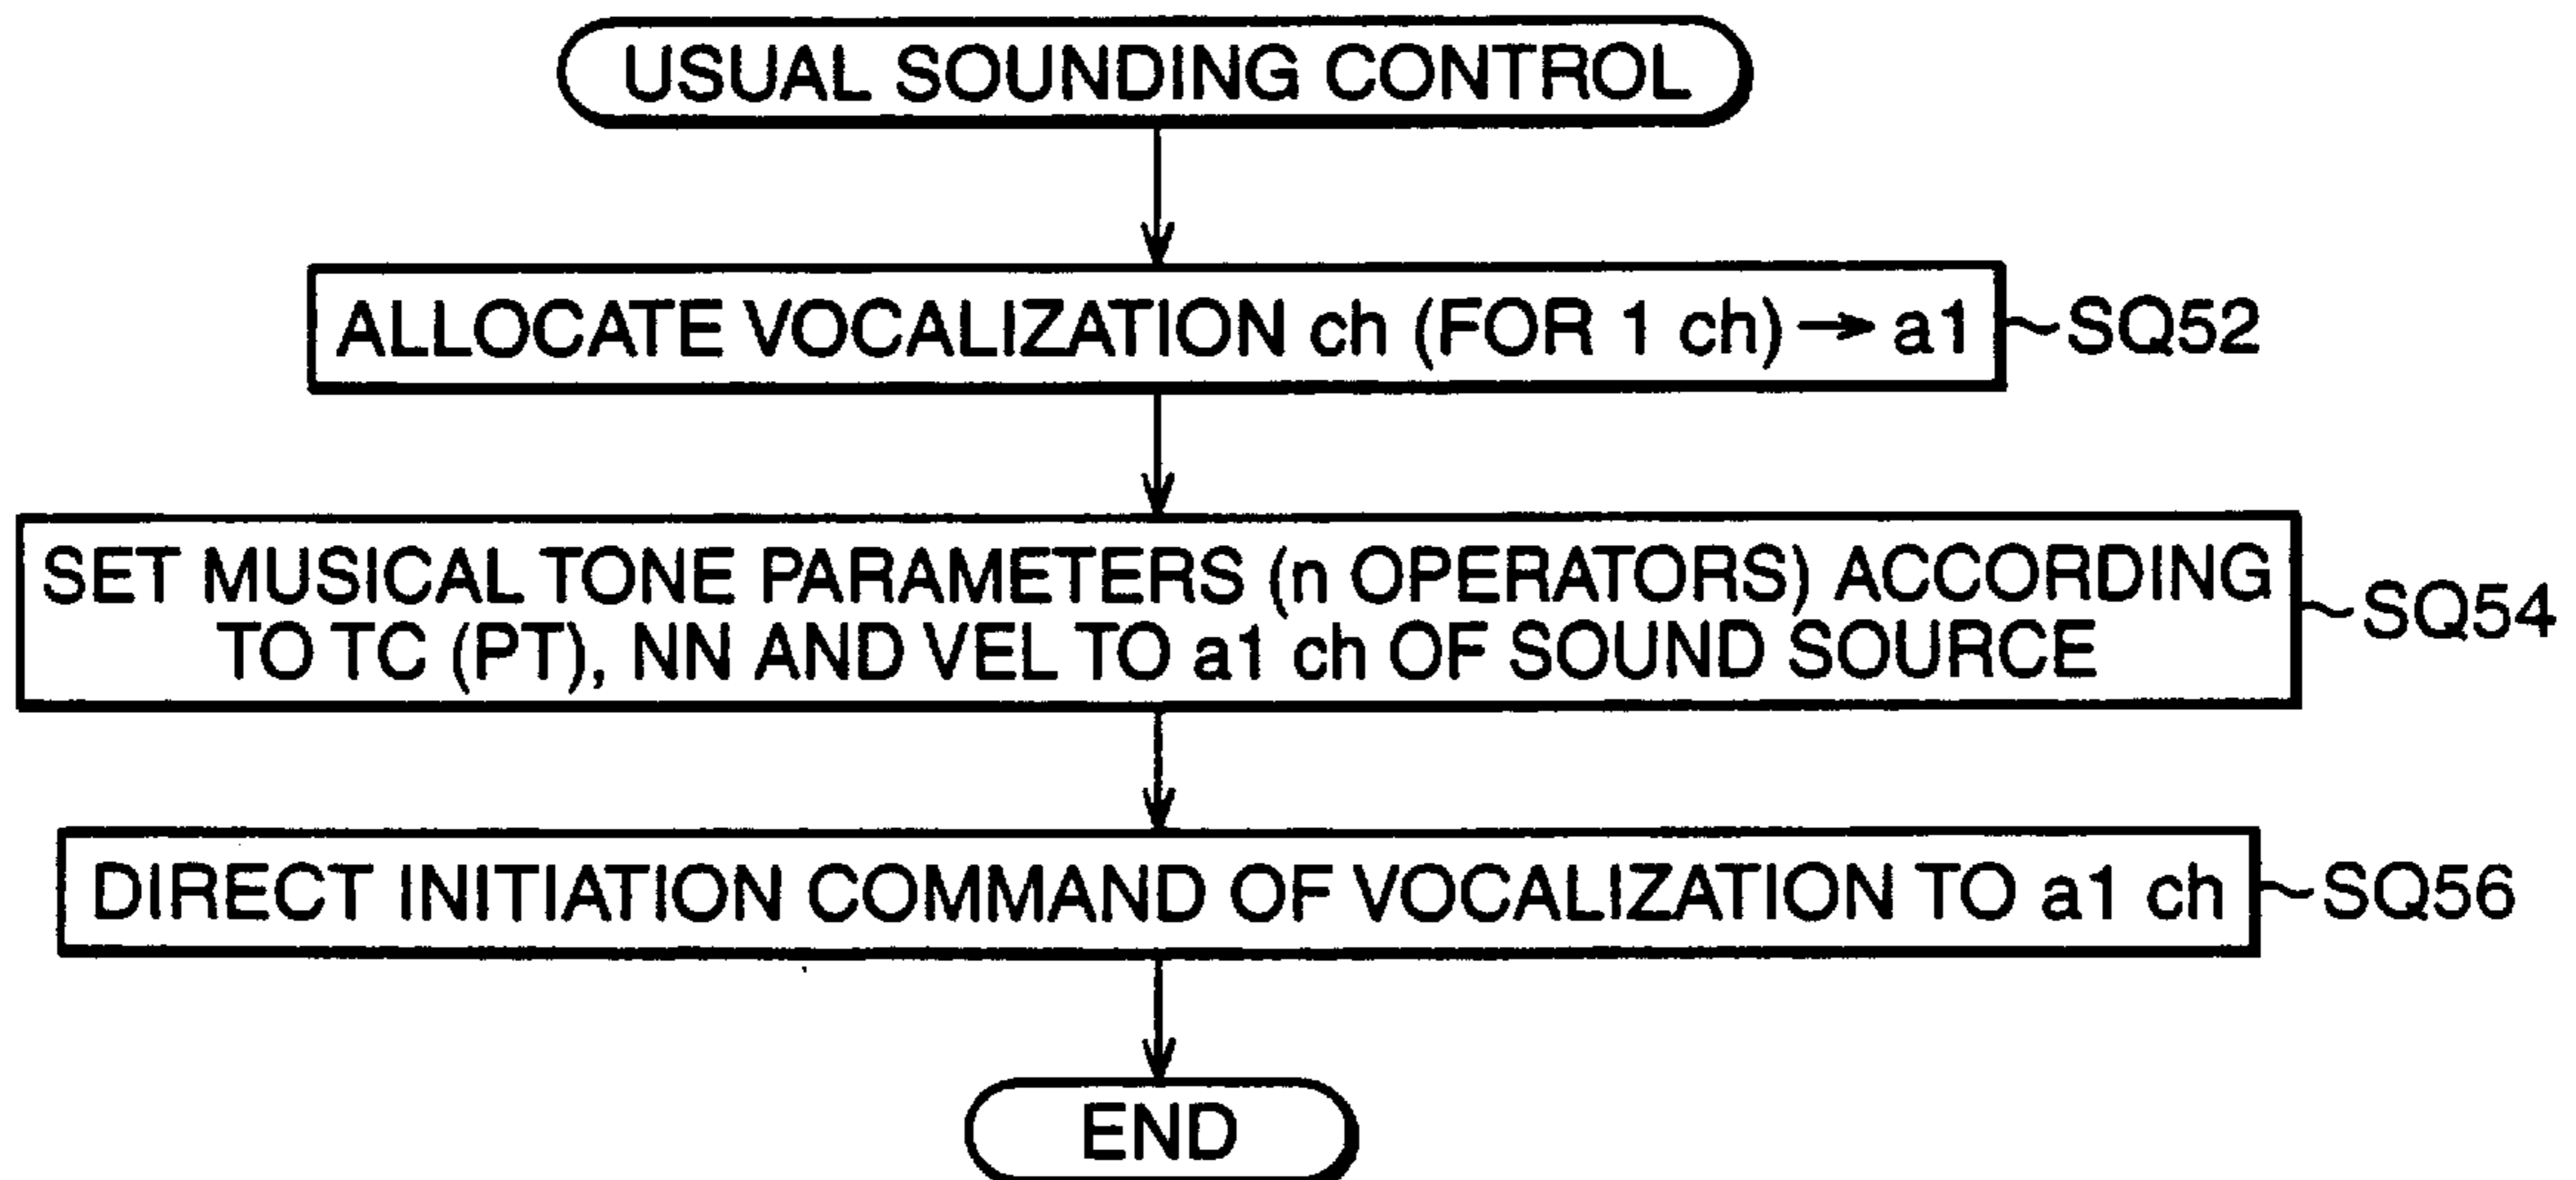 USUAL SOUNDING CONTROL
ALLOCATE VOCALIZATION ch (FOR 1 ch) → a1
SQ52
SET MUSICAL TONE PARAMETERS (n OPERATORS) ACCORDING
TO TC (PT), NN AND VEL TO a1 ch OF SOUND SOURCE
SQ54
DIRECT INITIATION COMMAND OF VOCALIZATION TO a1 ch
SQ56
END